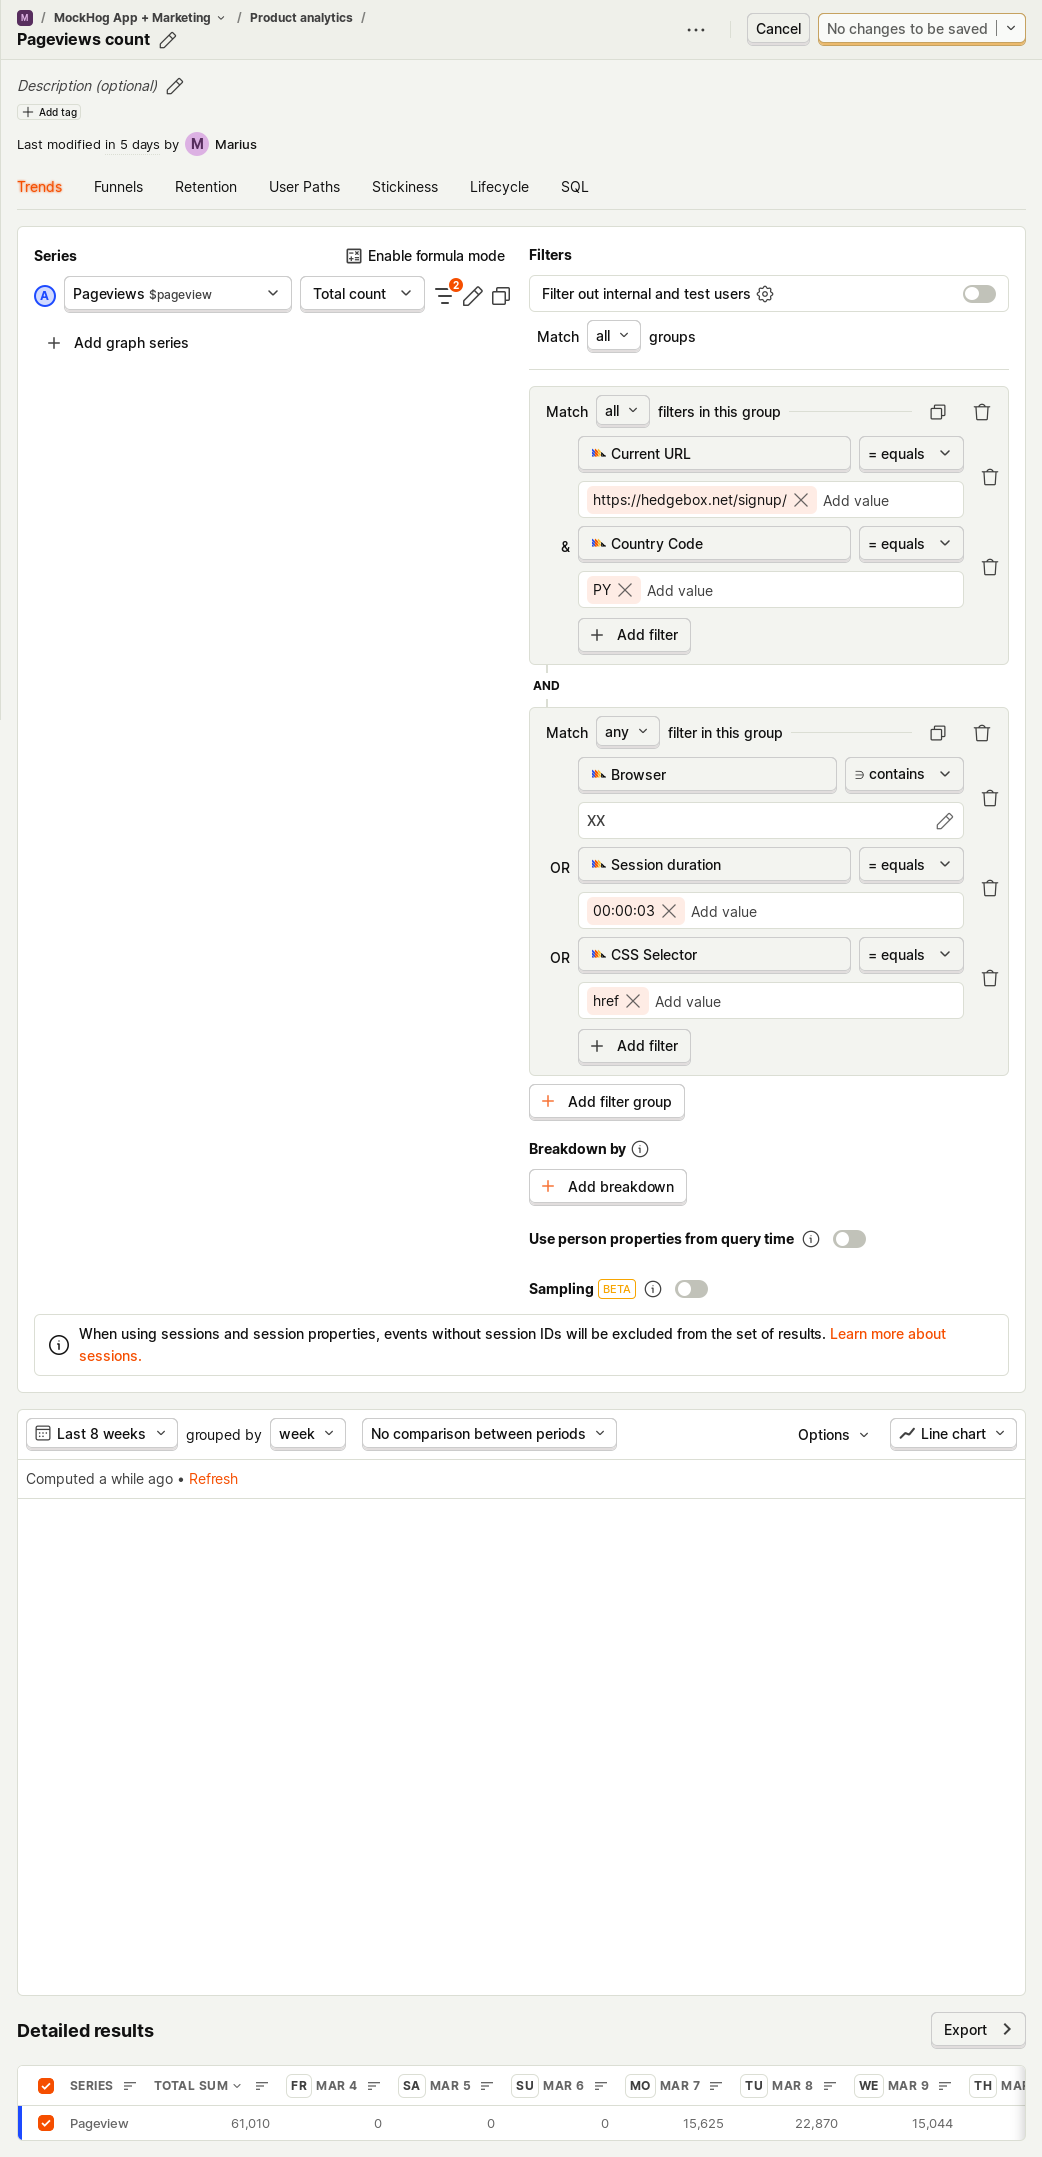 M / MockHog App + Marketing / Product analytics /
Pageviews count
Cancel
No changes to be saved
Description (optional)
Add tag
Last modified in 5 days by M Marius
Trends Funnels Retention User Paths Stickiness Lifecycle SQL
Series
Enable formula mode
A Pageviews $pageview Total count 2
Add graph series
Filters
Filter out internal and test users
Match all groups
Match all filters in this group
Current URL = equals
https://hedgebox.net/signup/ Add value
& Country Code = equals
PY Add value
Add filter
AND
Match any filter in this group
Browser ∋ contains
XX
OR Session duration = equals
00:00:03 Add value
OR CSS Selector = equals
href Add value
Add filter
Add filter group
Breakdown by
Add breakdown
Use person properties from query time
Sampling BETA
When using sessions and session properties, events without session IDs will be excluded from the set of results. Learn more about
sessions.
Last 8 weeks grouped by week No comparison between periods Options Line chart
Computed a while ago • Refresh
Detailed results
Export
SERIES TOTAL SUM FR MAR 4 SA MAR 5 SU MAR 6 MO MAR 7 TU MAR 8 WE MAR 9 TH
Pageview 61,010 0 0 0 15,625 22,870 15,044